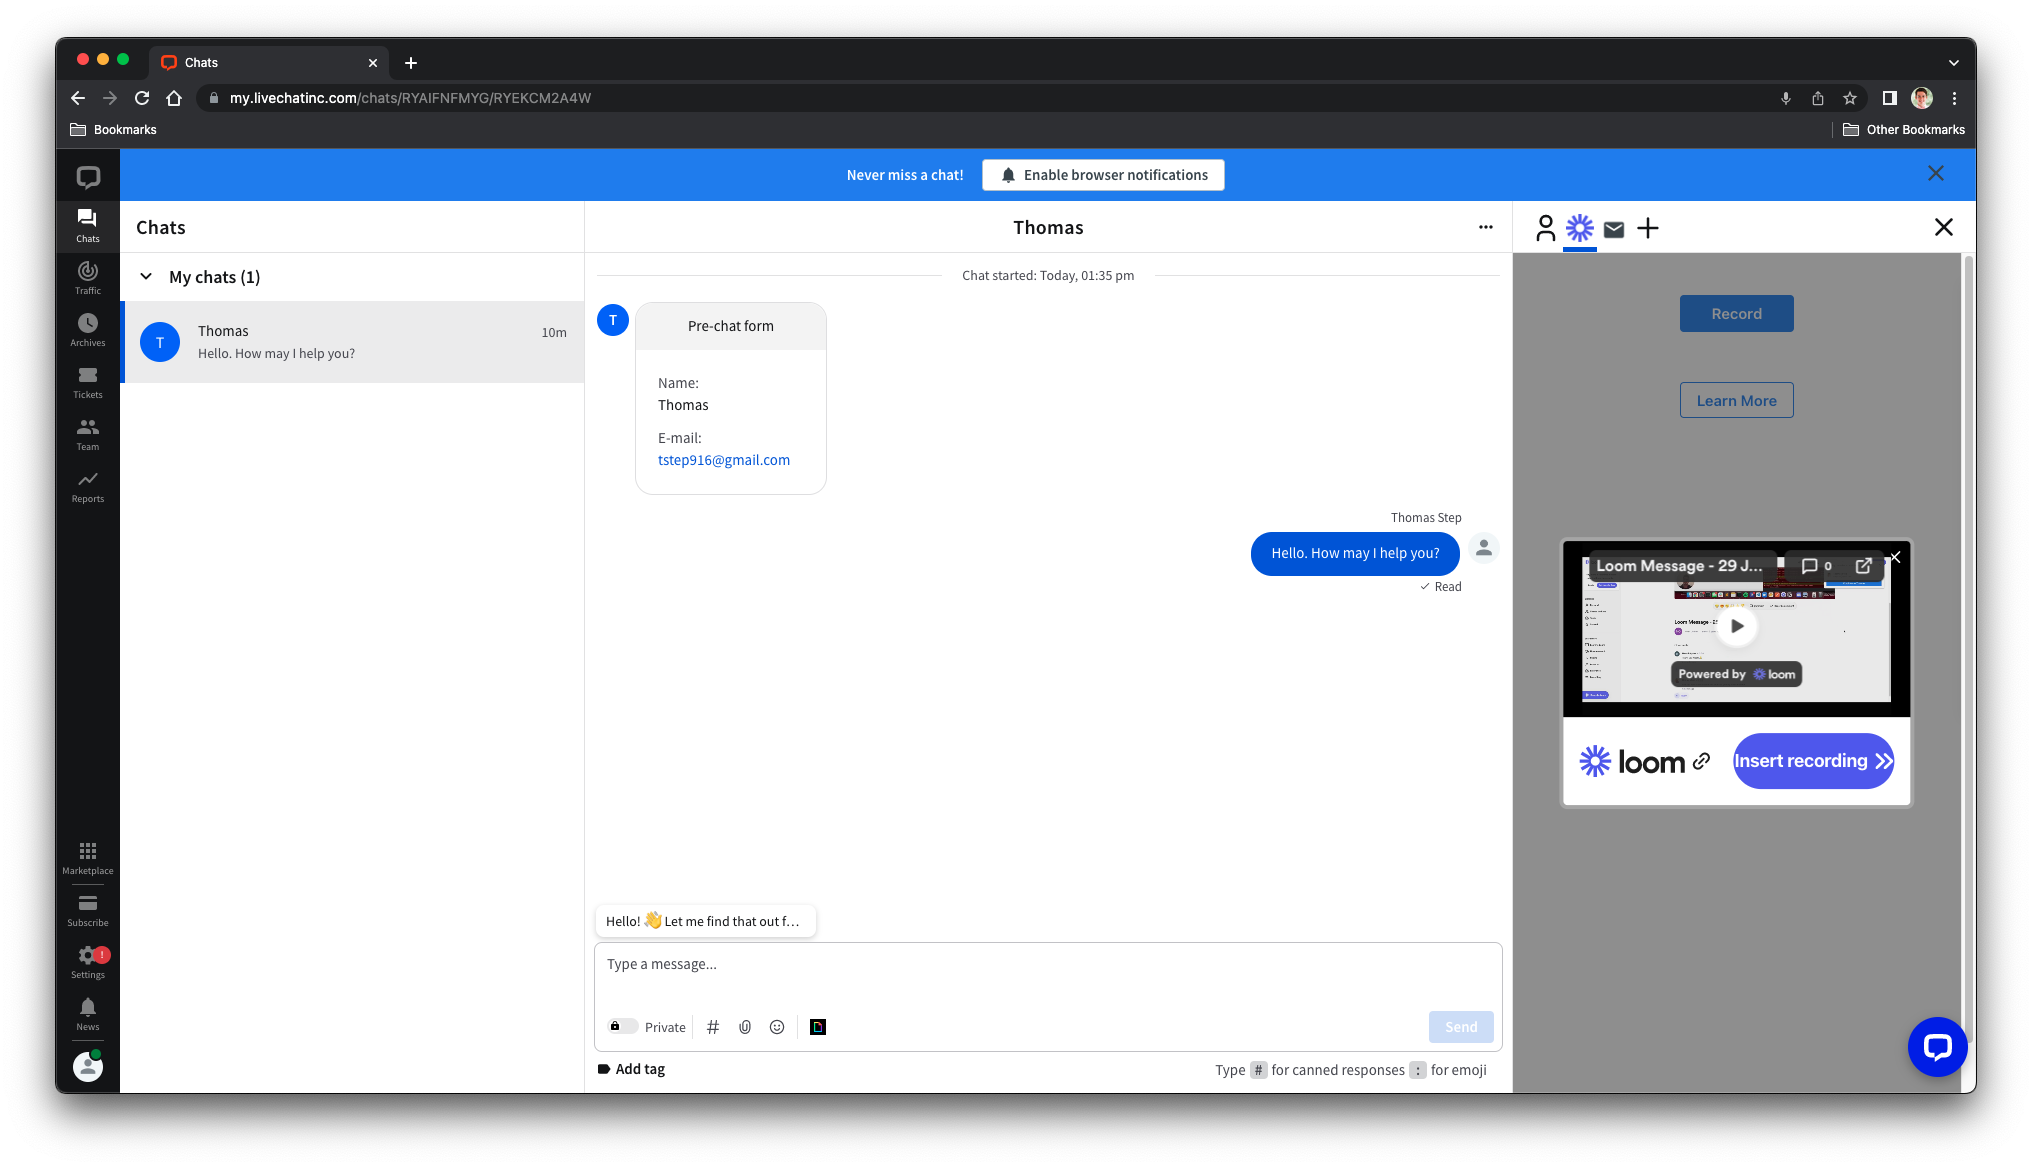 Chats
my.livechatinc.com/chats/RYAIFNFMYG/RYEKCM2A4W
Bookmarks
Other Bookmarks
Never miss a chat!
Enable browser notifications
Chats
Traffic
Archives
Tickets
Team
Reports
Marketplace
Subscribe
Settings
!
News
Chats
My chats (1)
T
Thomas
10m
Hello. How may I help you?
Thomas
Chat started: Today, 01:35 pm
T
Pre-chat form
Name:
Thomas
E-mail:
tstep916@gmail.com
Thomas Step
Hello. How may I help you?
Read
Hello! 👋 Let me find that out f...
Type a message...
Private
Send
Add tag
Type # for canned responses : for emoji
Record
Learn More
Loom Message - 29 J...
0
Powered by loom
loom
Insert recording